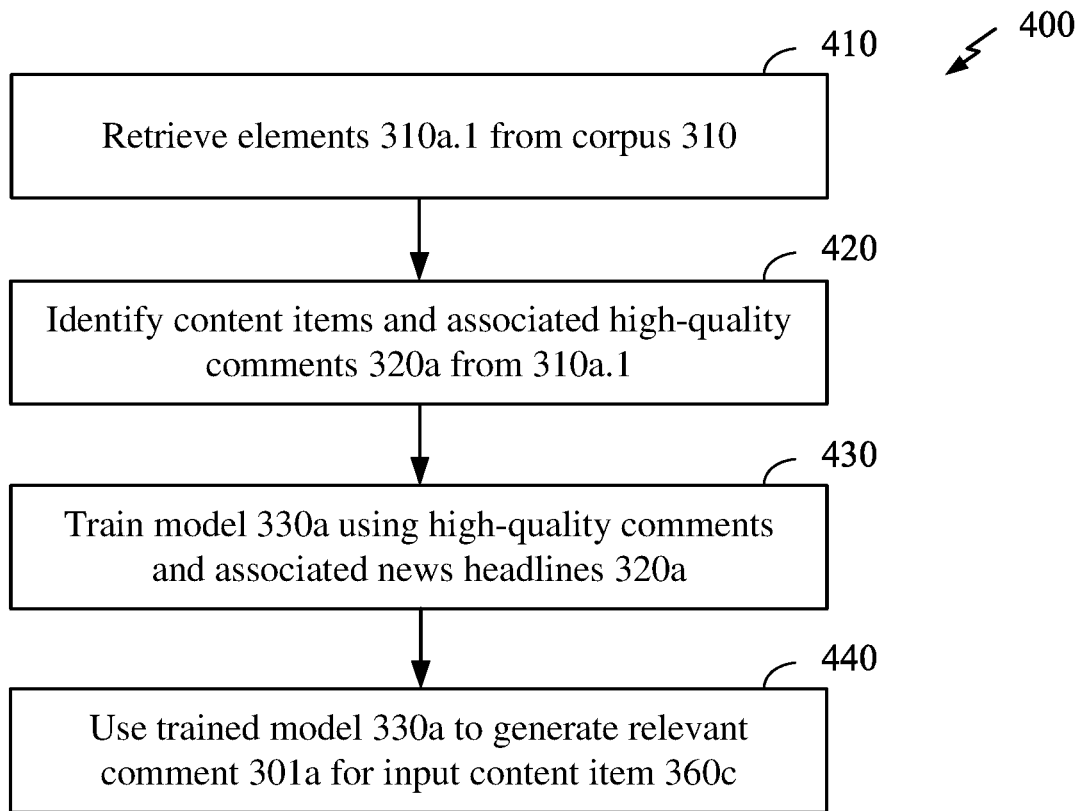 400
410
Retrieve elements 310a.1 from corpus 310
420
Identify content items and associated high-quality
comments 320a from 310a.1
430
Train model 330a using high-quality comments
and associated news headlines 320a
440
Use trained model 330a to generate relevant
comment 301a for input content item 360c